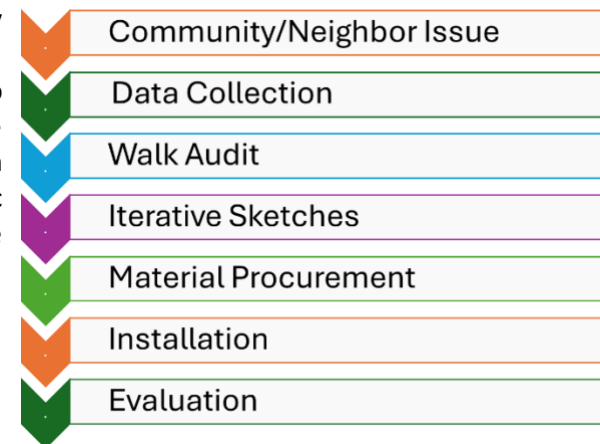 Community/Neighbor Issue
Data Collection
Walk Audit
Iterative Sketches
Material Procurement
Installation
Evaluation